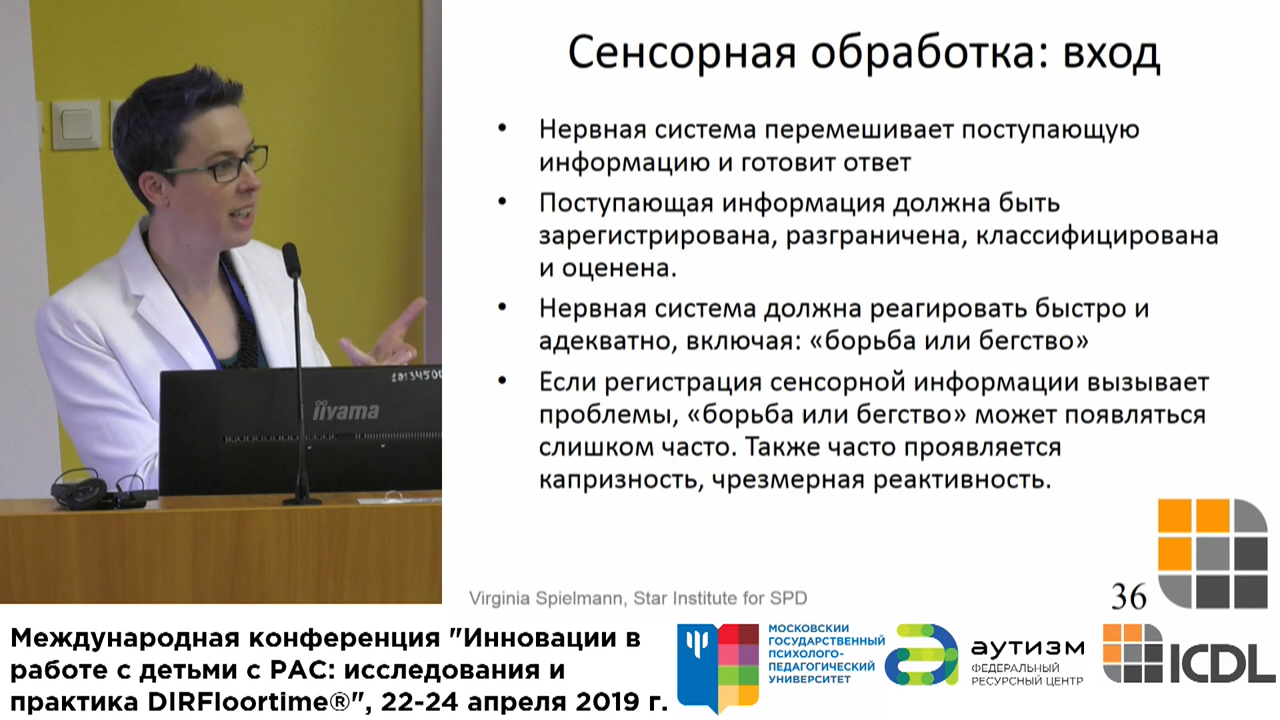 Сенсорная обработка: вход
• Нервная система перемешивает поступающую
информацию и готовит ответ
• Поступающая информация должна быть
зарегистрирована, разграничена, классифицирована
и оценена.
• Нервная система должна реагировать быстро и
адекватно, включая: «борьба или бегство»
• Если регистрация сенсорной информации вызывает
проблемы, «борьба или бегство» может появляться
слишком часто. Также часто проявляется
капризность, чрезмерная реактивность.
iiyama
Virginia Spielmann, Star Institute for SPD
36
Международная конференция "Инновации в
работе с детьми с РАС: исследования и
практика DIRFloortime®", 22-24 апреля 2019 г.
МОСКОВСКИЙ
ГОСУДАРСТВЕННЫЙ
ПСИХОЛОГО-
ПЕДАГОГИЧЕСКИЙ
УНИВЕРСИТЕТ
аутизм
ФЕДЕРАЛЬНЫЙ
РЕСУРСНЫЙ ЦЕНТР
ICDL